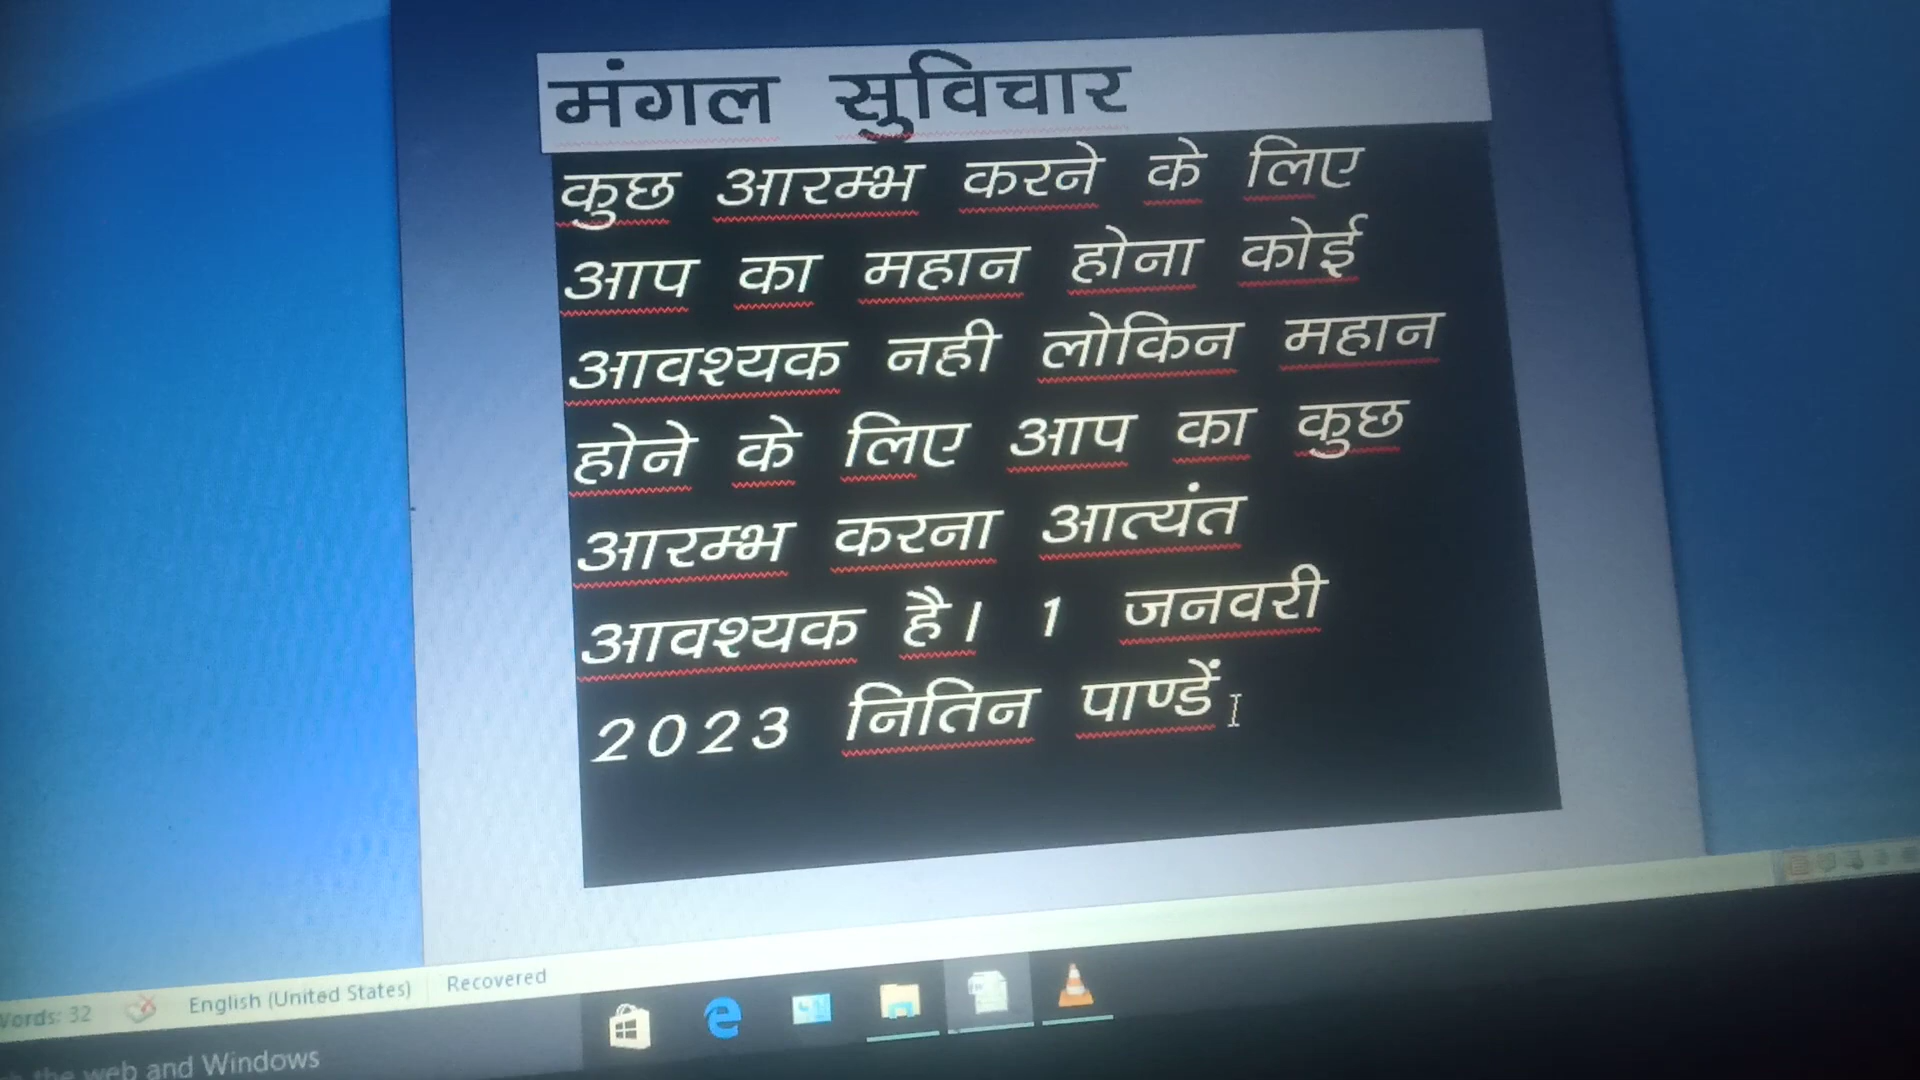 मंगल सुविचार
कुछ आरम्भ करने के लिए
आप का महान होना कोई
आवश्यक नही लोकिन महान
होने के लिए आप का कुछ
आरम्भ करना आत्यंत
आवश्यक है। 1 जनवरी
2023 नितिन पाण्डें
Words: 32 English (United States) Recovered
the web and Windows